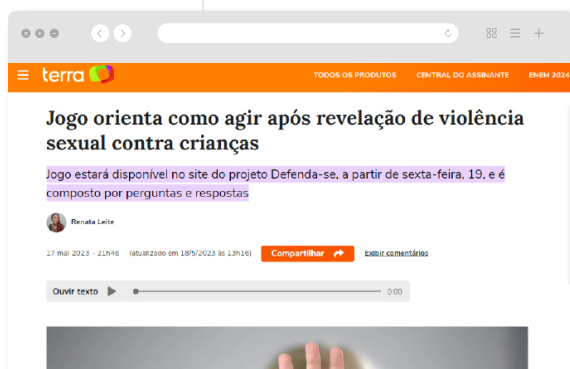 terra
TODOS OS PRODUTOS CENTRAL DO ASSINANTE ENEM 2024
Jogo orienta como agir após revelação de violência
sexual contra crianças
Jogo estará disponível no site do projeto Defenda-se, a partir de sexta-feira, 19, e é
composto por perguntas e respostas
Renata Leite
17 mai 2023 - 21h46 (atualizado em 18/5/2023 às 13h16) Compartilhar Exibir comentários
Ouvir texto 0:00